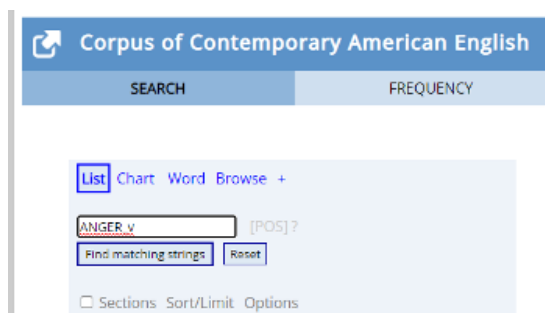 Corpus of Contemporary American English
SEARCH FREQUENCY
List Chart Word Browse +
ANGER_v [POS]?
Find matching strings Reset
Sections Sort/Limit Options